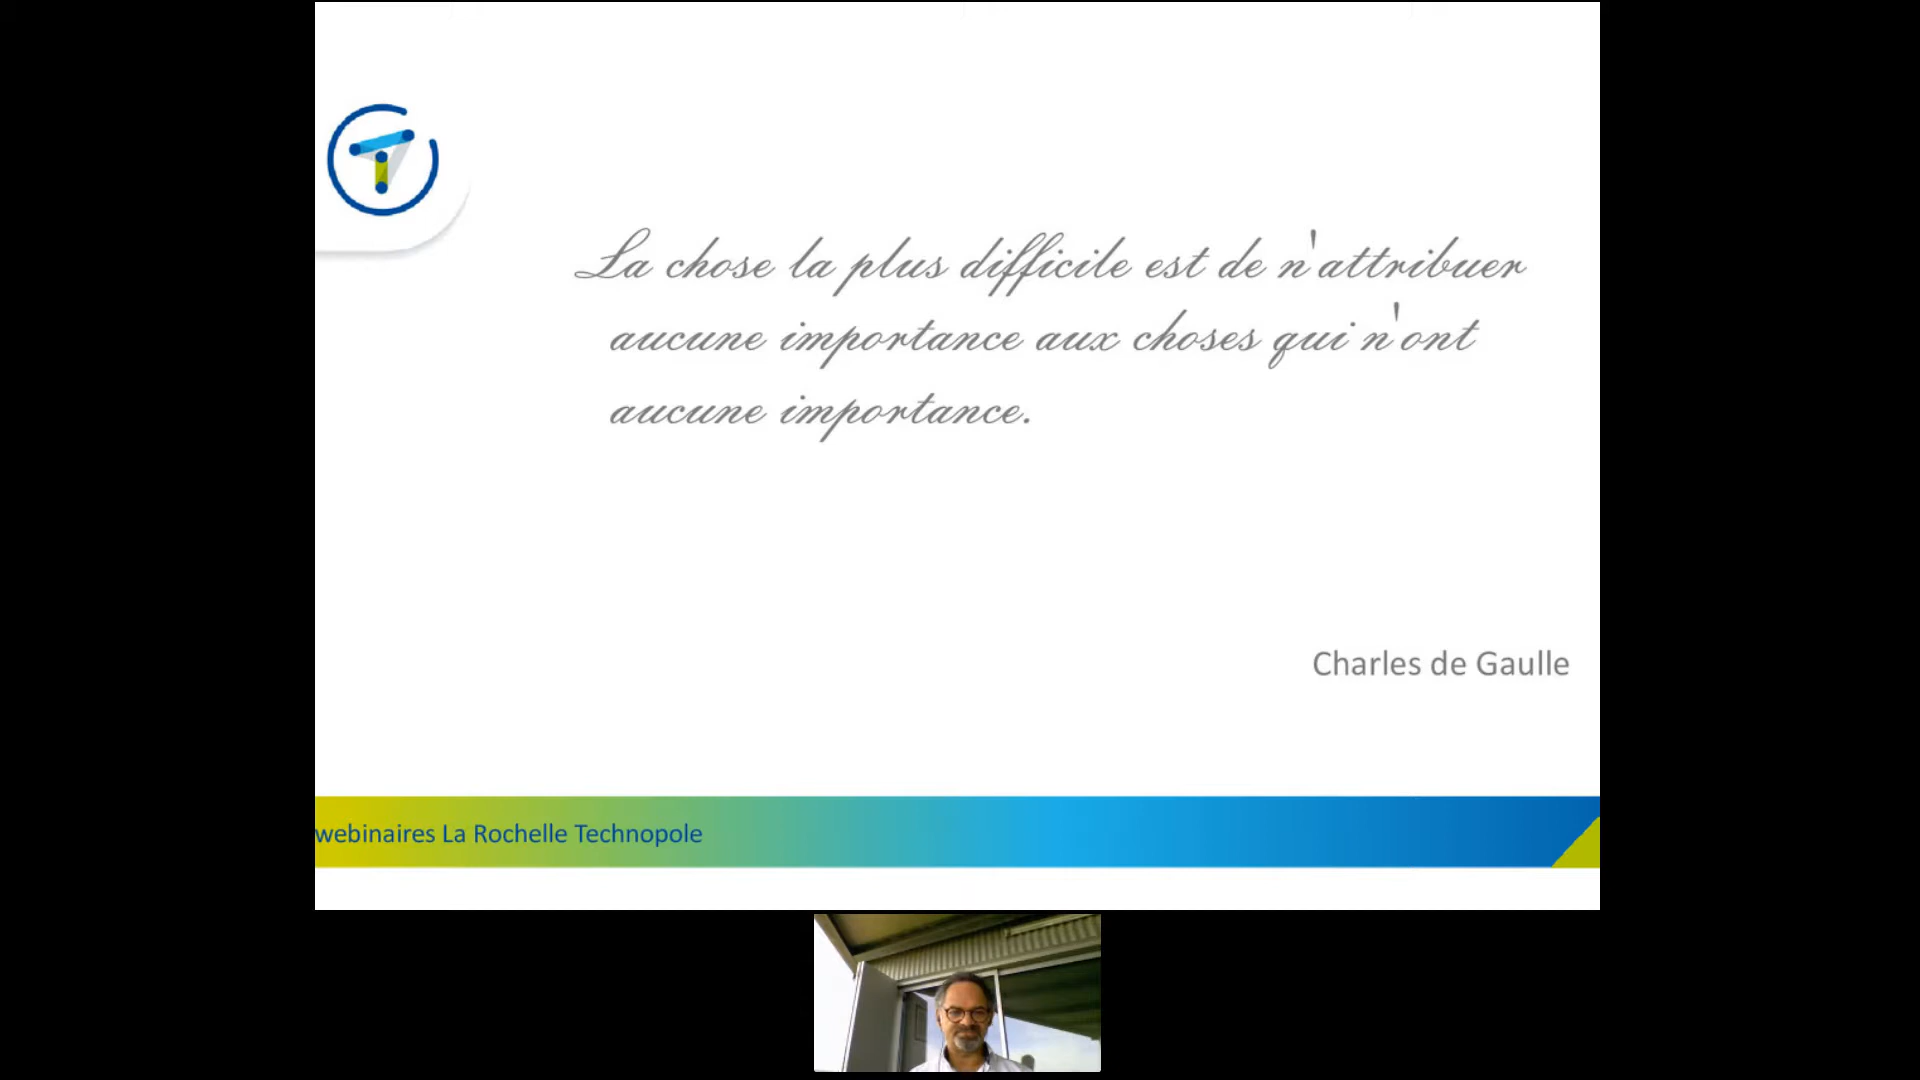 La chose la plus difficile est de n'attribuer
aucune importance aux choses qui n'ont
aucune importance.
Charles de Gaulle
webinaires La Rochelle Technopole